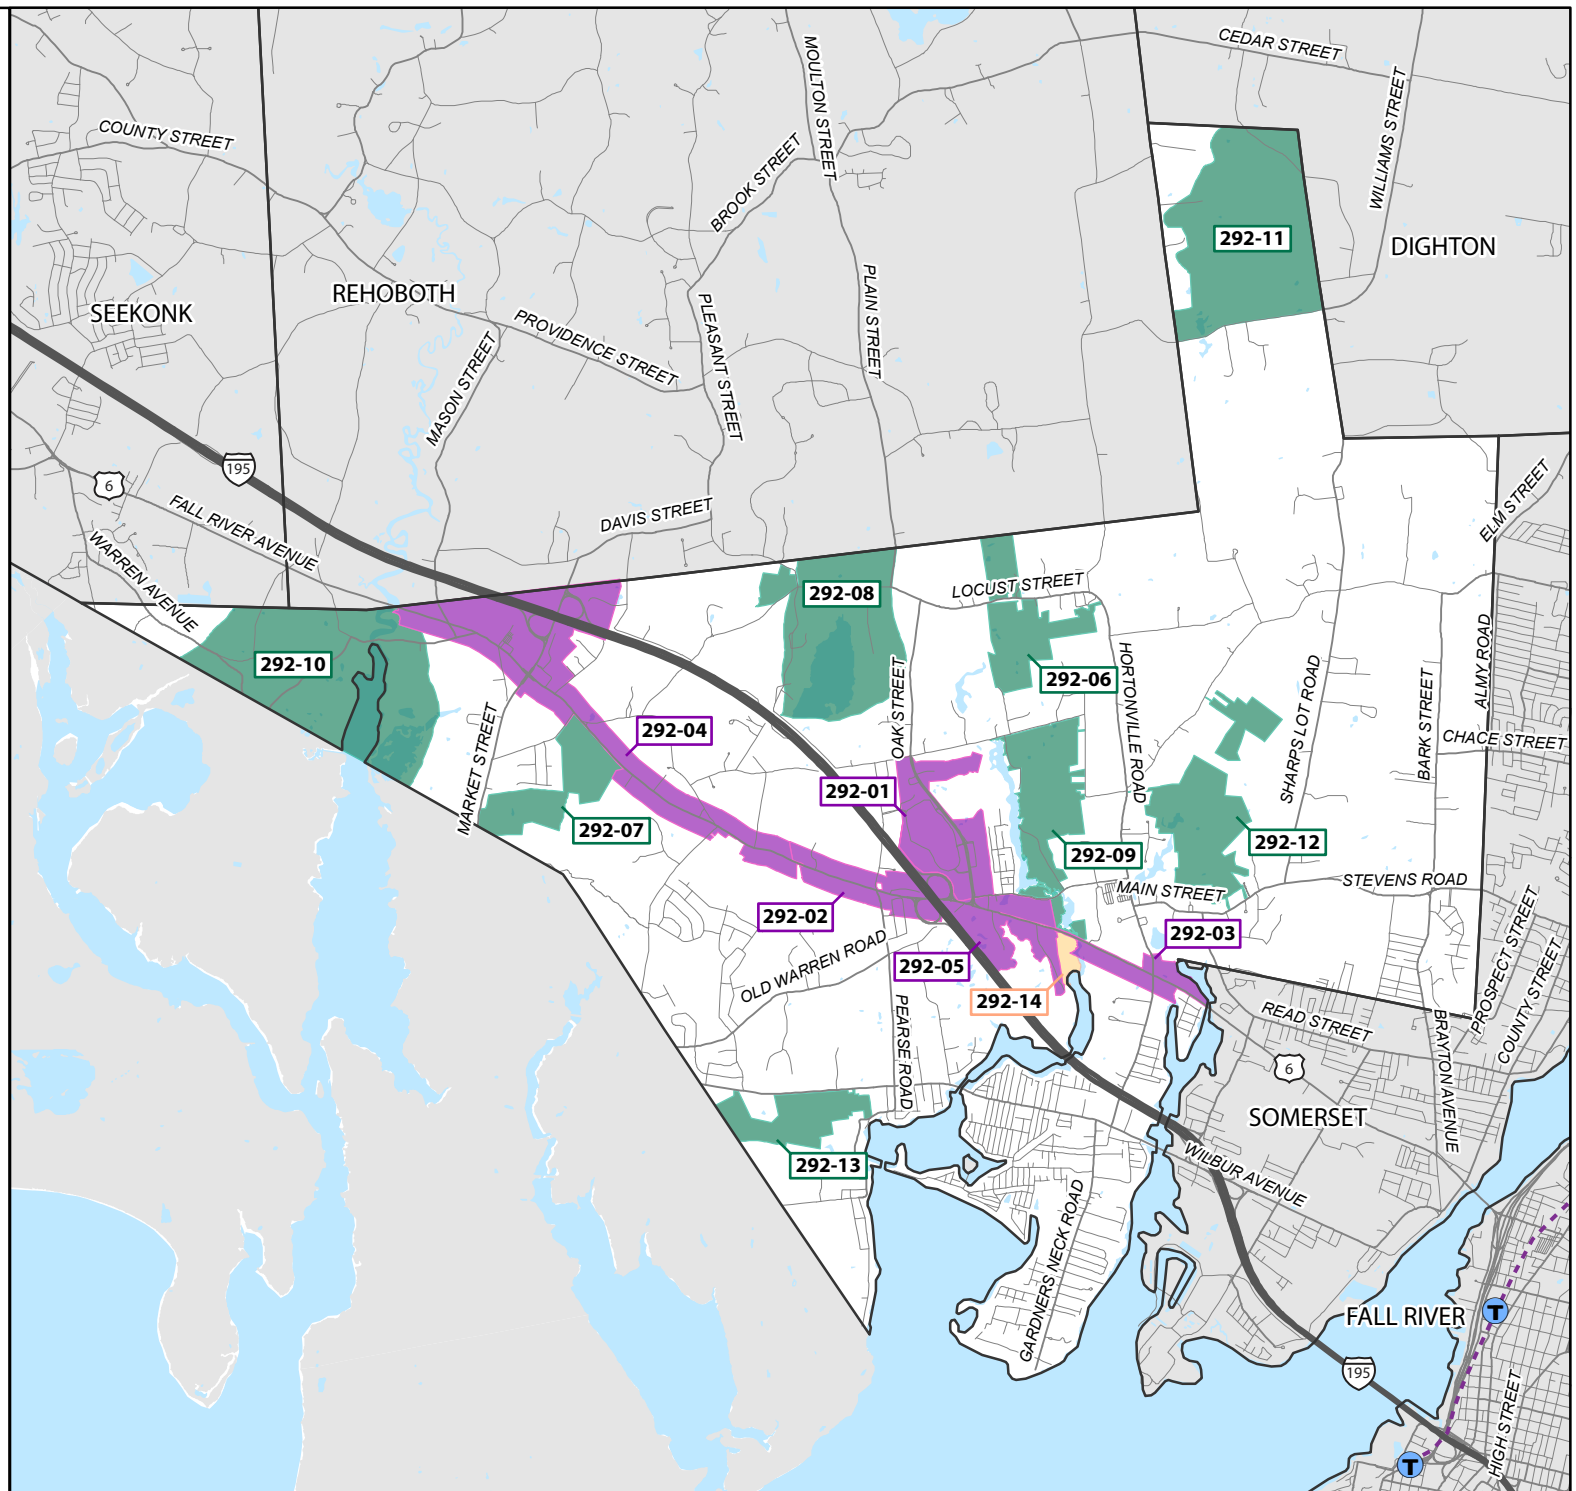 CEDAR STREET
MOULTON STREET
WILLIAMS STREET
COUNTY STREET
BROOK STREET
292-11
DIGHTON
REHOBOTH
SEEKONK
PLAIN STREET
PLEASANT STREET
PROVIDENCE STREET
MASON STREET
195
6
FALL RIVER AVENUE
DAVIS STREET
ELM STREET
WARREN AVENUE
LOCUST STREET
292-08
292-10
292-06
OAK STREET
HORTONVILLE ROAD
SHARPS LOT ROAD
BARK STREET
ALMY ROAD
CHACE STREET
MARKET STREET
292-04
292-01
292-07
292-09
292-12
MAIN STREET
STEVENS ROAD
292-02
292-03
PROSPECT STREET
COUNTY STREET
OLD WARREN ROAD
292-05
292-14
READ STREET
PEARSE ROAD
BRAYTON AVENUE
6
SOMERSET
292-13
WILBUR AVENUE
GARDNERS NECK ROAD
FALL RIVER
T
195
HIGH STREET
T